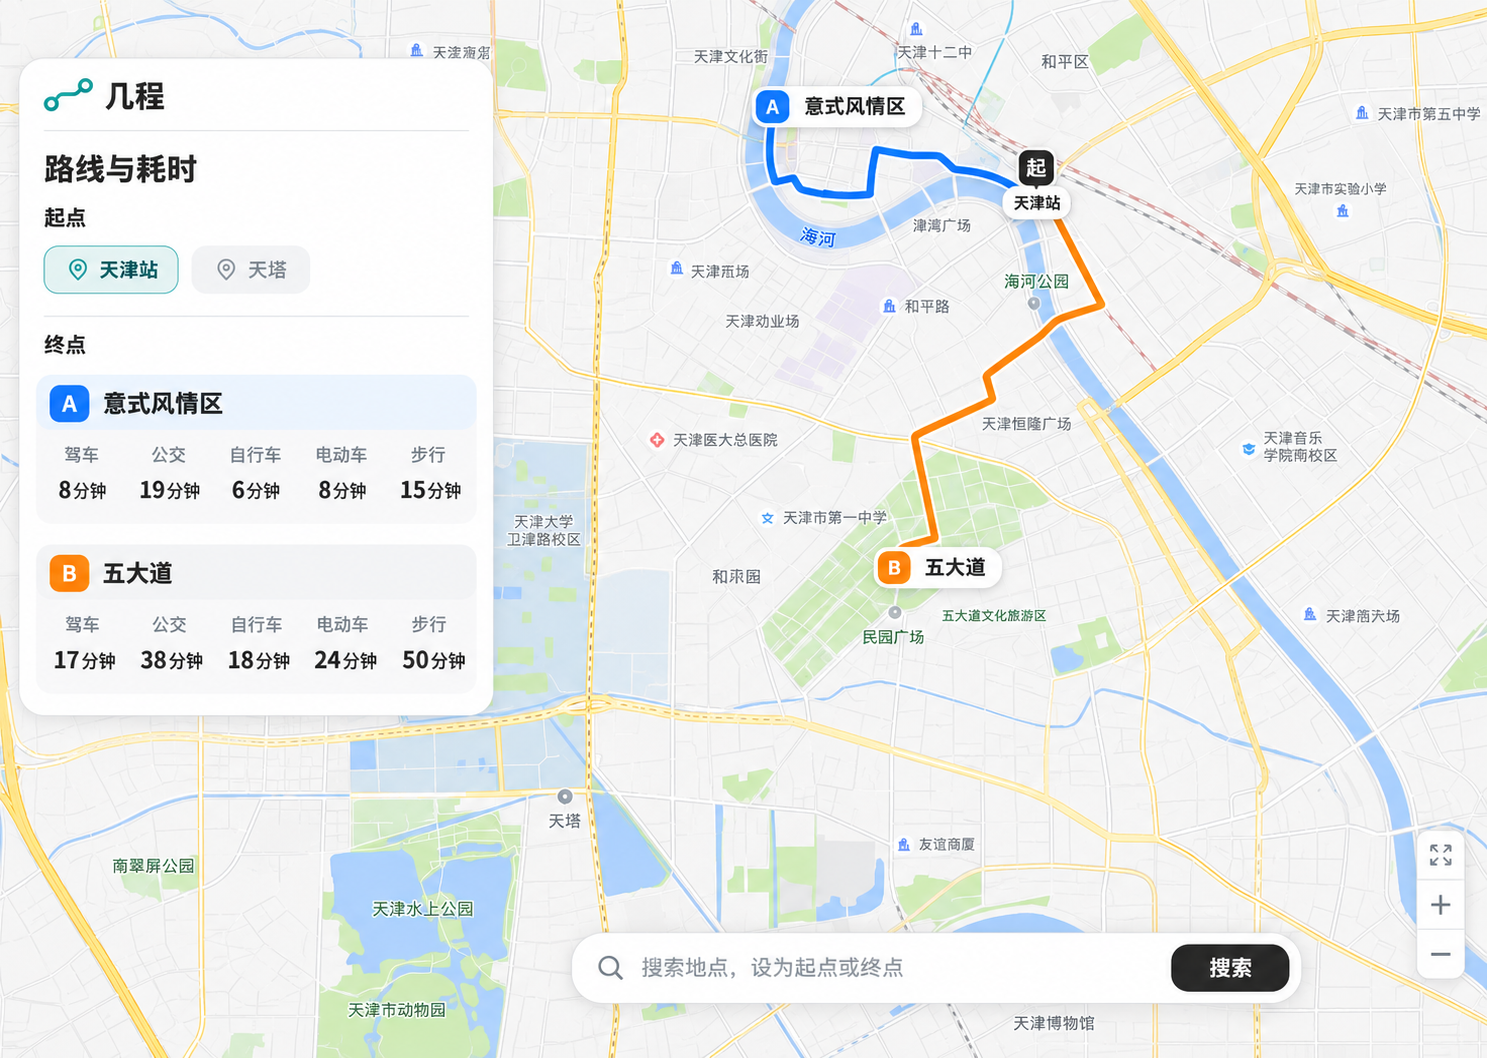 几程
路线与耗时
起点
天津站
天塔
终点
A 意式风情区
驾车 公交 自行车 电动车 步行
8分钟 19分钟 6分钟 8分钟 15分钟
B 五大道
驾车 公交 自行车 电动车 步行
17分钟 38分钟 18分钟 24分钟 50分钟
天津文化街
天津十二中
和平区
天津市第五中学
A 意式风情区
起
天津站
天津市实验小学
津湾广场
海河
海河公园
和平路
天津劝业场
天津恒隆广场
天津医大总医院
天津音乐
学院南校区
天津大学
卫津路校区
天津市第一中学
B 五大道
五大道文化旅游区
民园广场
天塔
友谊商厦
南翠屏公园
天津水上公园
天津市动物园
搜索地点，设为起点或终点
搜索
天津博物馆